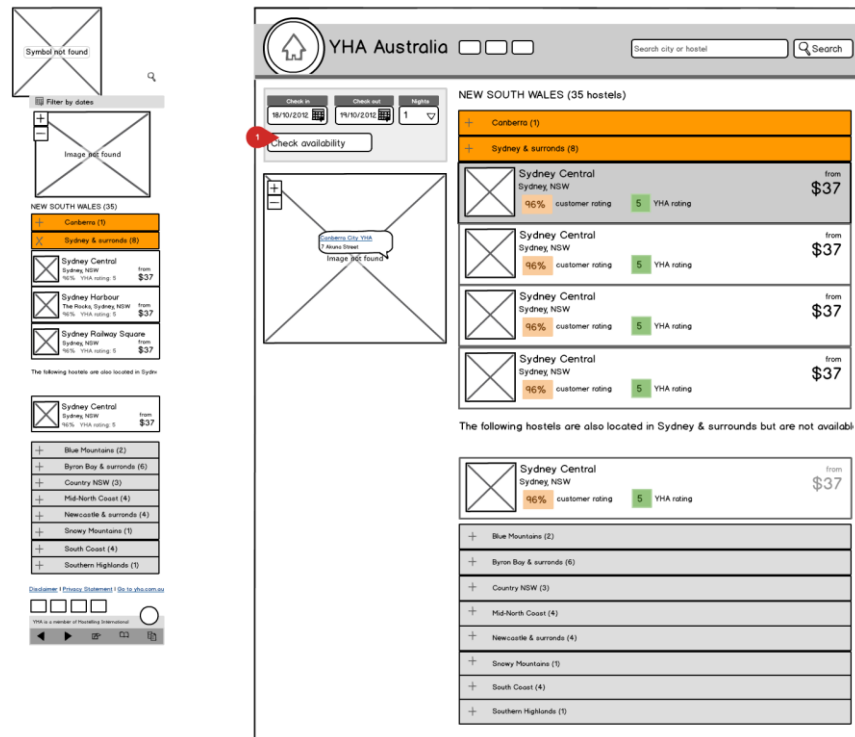 Symbol not found
Filter by dates
+
−
Image not found
NEW SOUTH WALES (35)
+ Canberra (1)
X Sydney & surronds (8)
Sydney Central
Sydney, NSW
from
96% YHA rating: 5
$37
Sydney Harbour
The Rocks, Sydney, NSW
from
96% YHA rating: 5
$37
Sydney Railway Square
Sydney, NSW
from
96% YHA rating: 5
$37
The following hostels are also located in Sydn
Sydney Central
Sydney, NSW
from
96% YHA rating: 5
$37
+ Blue Mountains (2)
+ Byron Bay & surronds (6)
+ Country NSW (3)
+ Mid-North Coast (4)
+ Newcastle & surronds (4)
+ Snowy Mountains (1)
+ South Coast (4)
+ Southern Highlands (1)
Disclaimer | Privacy Statement | Go to yha.com.au
YHA is a member of Hostelling International
YHA Australia
Search city or hostel
Search
Check in
Check out
Nights
18/10/2012
19/10/2012
1
1
Check availability
+
−
Canberra City YHA
7 Akuna Street
Image not found
NEW SOUTH WALES (35 hostels)
+ Canberra (1)
+ Sydney & surronds (8)
Sydney Central
Sydney, NSW
96% customer rating
5 YHA rating
from
$37
Sydney Central
Sydney, NSW
96% customer rating
5 YHA rating
from
$37
Sydney Central
Sydney, NSW
96% customer rating
5 YHA rating
from
$37
Sydney Central
Sydney, NSW
96% customer rating
5 YHA rating
from
$37
The following hostels are also located in Sydney & surrounds but are not availabl
Sydney Central
Sydney, NSW
96% customer rating
5 YHA rating
from
$37
+ Blue Mountains (2)
+ Byron Bay & surronds (6)
+ Country NSW (3)
+ Mid-North Coast (4)
+ Newcastle & surronds (4)
+ Snowy Mountains (1)
+ South Coast (4)
+ Southern Highlands (1)